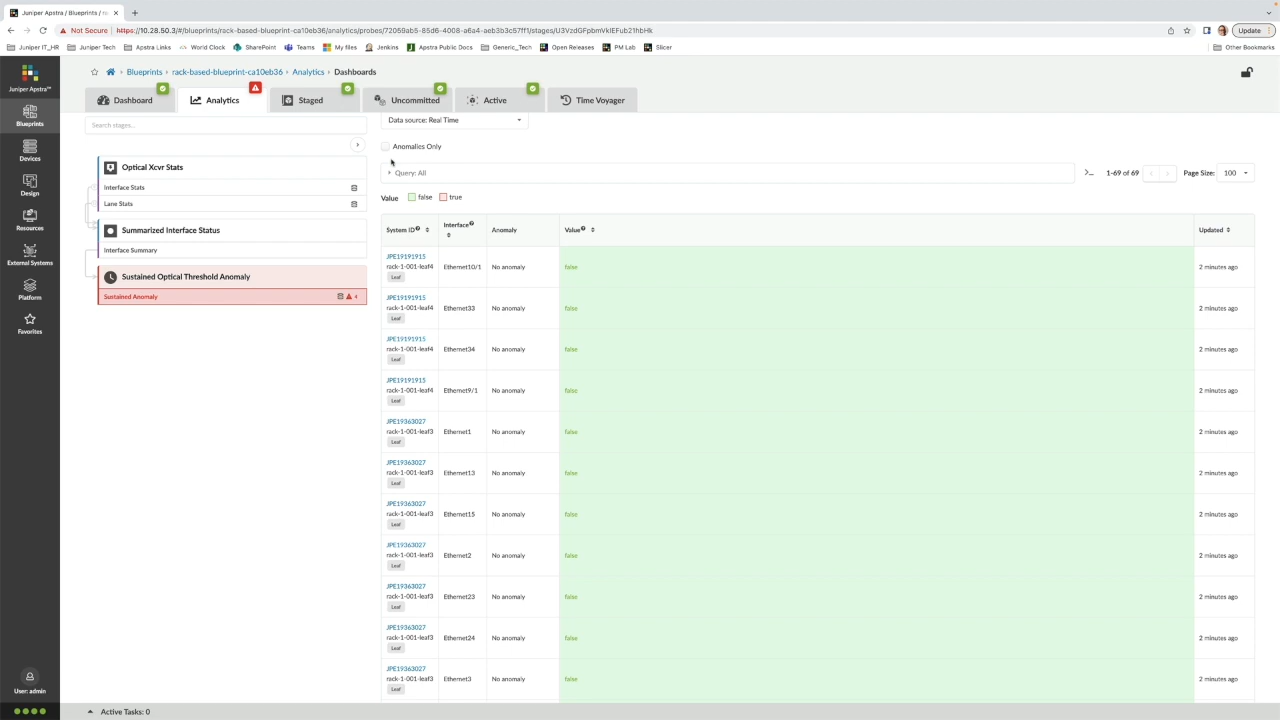 Juniper Apstra / Blueprints / r
Not Secure
https://10.28.50.3/#/blueprints/rack-based-blueprint-ca10eb36/analytics/probes/72059ab5-85d6-4008-a6a4-aeb3b3c57ff1/stages/U3VzdGFpbmVkIEFub21hbHk
Update
Juniper IT_HR
Juniper Tech
Apstra Links
World Clock
SharePoint
Teams
My files
Jenkins
Apstra Public Docs
Generic_Tech
Open Releases
PM Lab
Slicer
Other Bookmarks
Juniper Apstra™
Blueprints
Devices
Design
Resources
External Systems
Platform
Favorites
User: admin
Blueprints › rack-based-blueprint-ca10eb36 › Analytics › Dashboards
Dashboard
Analytics
Staged
Uncommitted
Active
Time Voyager
Search stages...
Optical Xcvr Stats
Interface Stats
Lane Stats
Summarized Interface Status
Interface Summary
Sustained Optical Threshold Anomaly
Sustained Anomaly 4
Data source: Real Time
Anomalies Only
Query: All
1-69 of 69
Page Size: 100
Value false true
System ID Interface Anomaly Value Updated
JPE19191915
rack-1-001-leaf4 Ethernet10/1 No anomaly false 2 minutes ago
Leaf
JPE19191915
rack-1-001-leaf4 Ethernet33 No anomaly false 2 minutes ago
Leaf
JPE19191915
rack-1-001-leaf4 Ethernet34 No anomaly false 2 minutes ago
Leaf
JPE19191915
rack-1-001-leaf4 Ethernet9/1 No anomaly false 2 minutes ago
Leaf
JPE19363027
rack-1-001-leaf3 Ethernet1 No anomaly false 2 minutes ago
Leaf
JPE19363027
rack-1-001-leaf3 Ethernet13 No anomaly false 2 minutes ago
Leaf
JPE19363027
rack-1-001-leaf3 Ethernet15 No anomaly false 2 minutes ago
Leaf
JPE19363027
rack-1-001-leaf3 Ethernet2 No anomaly false 2 minutes ago
Leaf
JPE19363027
rack-1-001-leaf3 Ethernet23 No anomaly false 2 minutes ago
Leaf
JPE19363027
rack-1-001-leaf3 Ethernet24 No anomaly false 2 minutes ago
Leaf
JPE19363027
rack-1-001-leaf3 Ethernet3 No anomaly false 2 minutes ago
Leaf
Active Tasks: 0